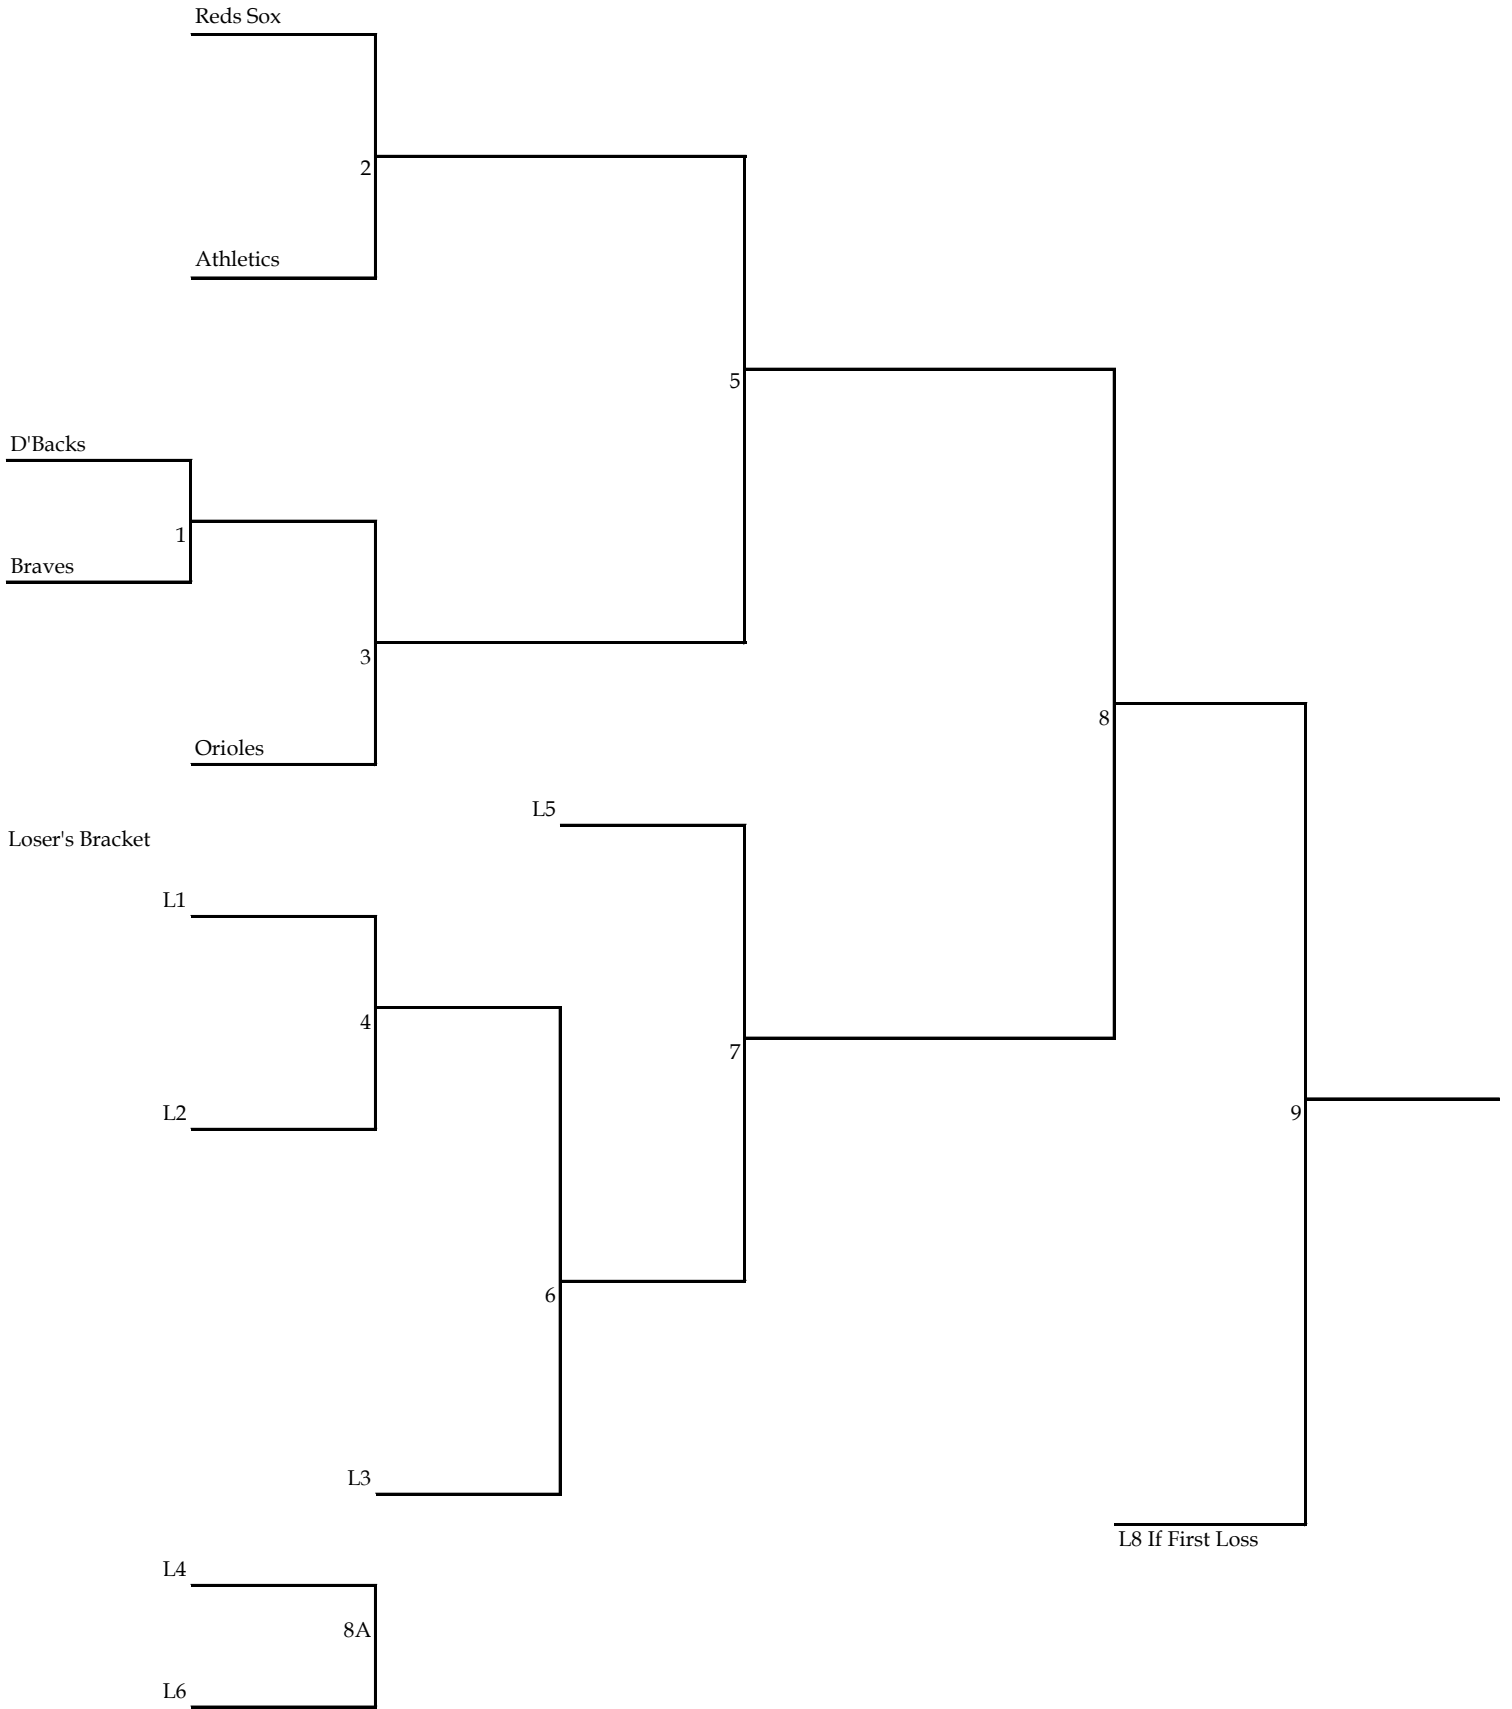 Reds Sox
2
Athletics
5
D'Backs
1
Braves
3
8
Orioles
L5
Loser's Bracket
L1
4
7
L2
9
6
L3
L8 If First Loss
L4
8A
L6